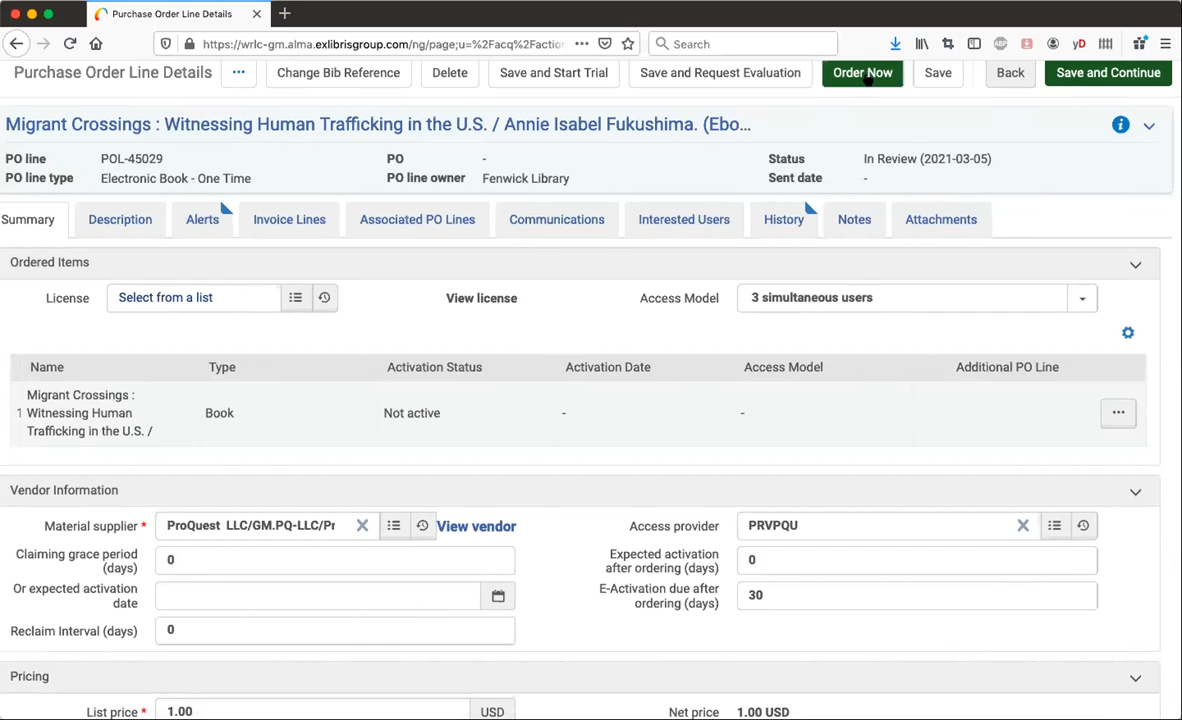 Purchase Order Line Details
https://wrlc-gm.alma.exlibrisgroup.com/ng/page;u=%2Facq%2Faction
Search
ABP
yD
Purchase Order Line Details
Change Bib Reference
Delete
Save and Start Trial
Save and Request Evaluation
Order Now
Save
Back
Save and Continue
Migrant Crossings : Witnessing Human Trafficking in the U.S. / Annie Isabel Fukushima. (Ebo...
PO line POL-45029 PO - Status In Review (2021-03-05)
PO line type Electronic Book - One Time PO line owner Fenwick Library Sent date -
Summary Description Alerts Invoice Lines Associated PO Lines Communications Interested Users History Notes Attachments
Ordered Items
License Select from a list View license Access Model 3 simultaneous users
Name Type Activation Status Activation Date Access Model Additional PO Line
Migrant Crossings :
1 Witnessing Human Book Not active - -
Trafficking in the U.S. /
Vendor Information
Material supplier * ProQuest LLC/GM.PQ-LLC/Pr View vendor Access provider PRVPQU
Claiming grace period (days) 0 Expected activation after ordering (days) 0
Or expected activation date E-Activation due after ordering (days) 30
Reclaim Interval (days) 0
Pricing
List price * 1.00 USD Net price 1.00 USD